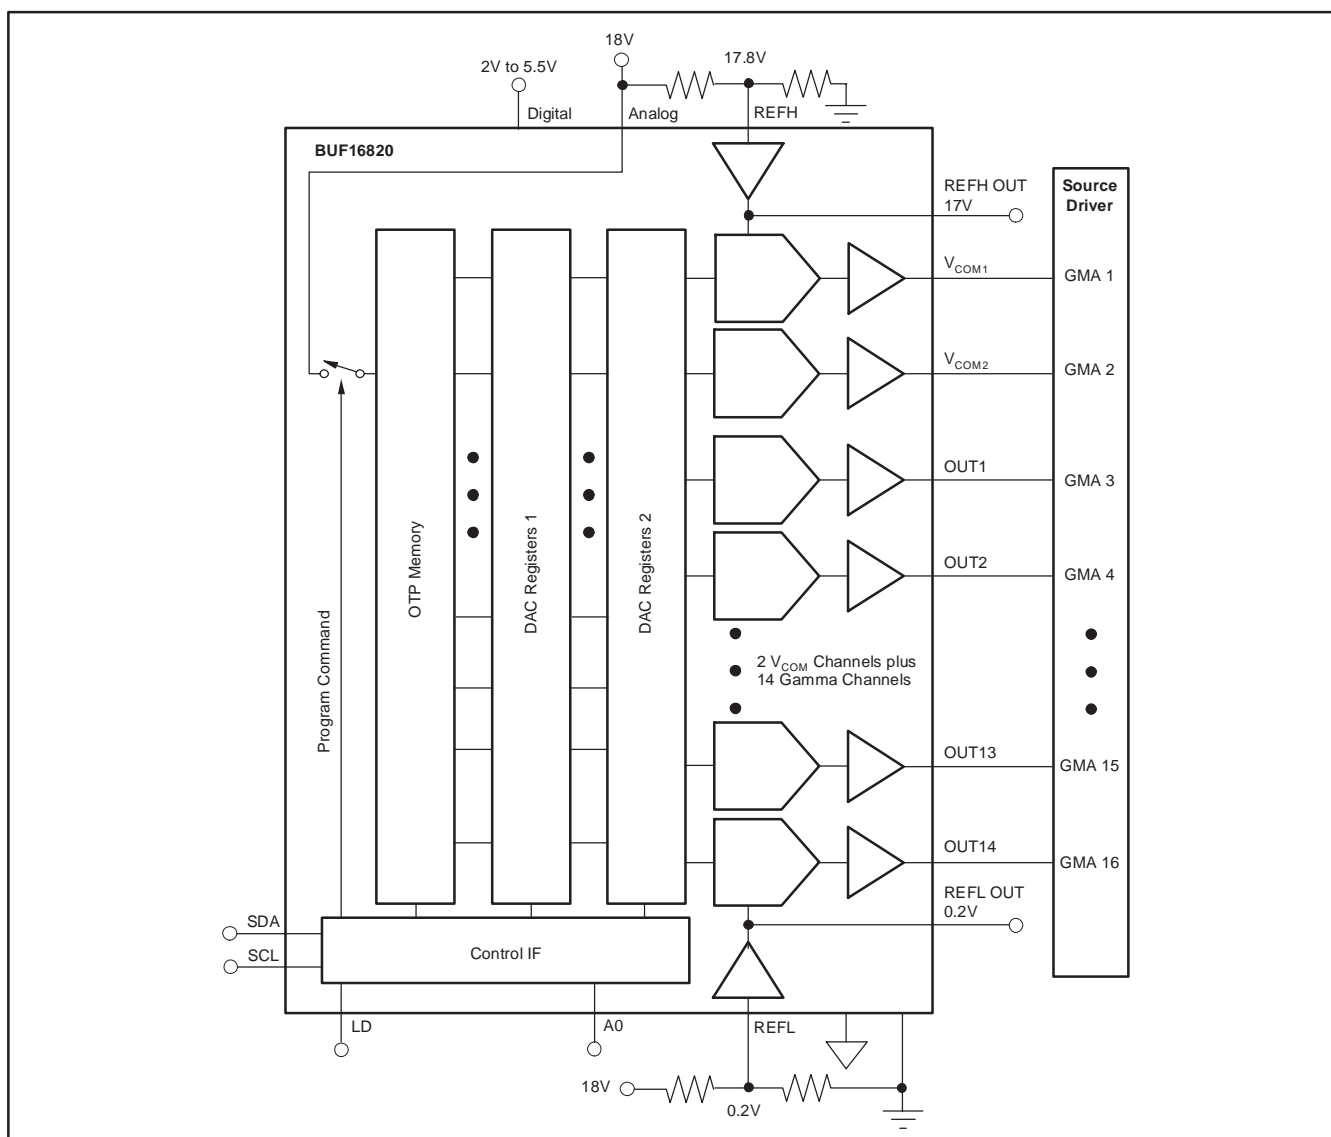 18V
17.8V
2V to 5.5V
Digital
Analog
REFH
BUF16820
REFH OUT
17V
Source
Driver
VCOM1
GMA 1
VCOM2
GMA 2
OUT1
GMA 3
OUT2
GMA 4
OTP Memory
DAC Registers 1
DAC Registers 2
Program Command
2 VCOM Channels plus
14 Gamma Channels
OUT13
GMA 15
OUT14
GMA 16
REFL OUT
0.2V
SDA
SCL
Control IF
LD
A0
REFL
18V
0.2V